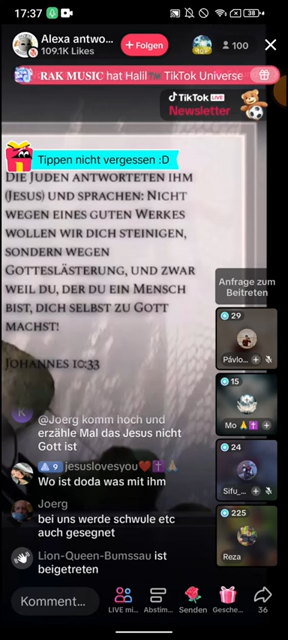 17:37
38
Alexa antwo...
109.1K Likes
+ Folgen
100
RAK MUSIC hat Halil TikTok Universe
TikTok LIVE
Newsletter
Tippen nicht vergessen :D
Die Juden antworteten ihm
(Jesus) und sprachen: Nicht
wegen eines guten Werkes
wollen wir dich steinigen,
sondern wegen
Gotteslästerung, und zwar
weil du, der du ein Mensch
bist, dich selbst zu Gott
machst!
Johannes 10:33
Anfrage zum
Beitreten
29
Pávlo...
15
Mo
24
Sifu_...
225
Reza
K
@Joerg komm hoch und
erzähle Mal das Jesus nicht
Gott ist
9 jesuslovesyou
Wo ist doda was mit ihm
Joerg
bei uns werde schwule etc
auch gesegnet
Lion-Queen-Bumssau ist
beigetreten
Komment...
LIVE mi...
Abstim...
Senden
Gesche...
36